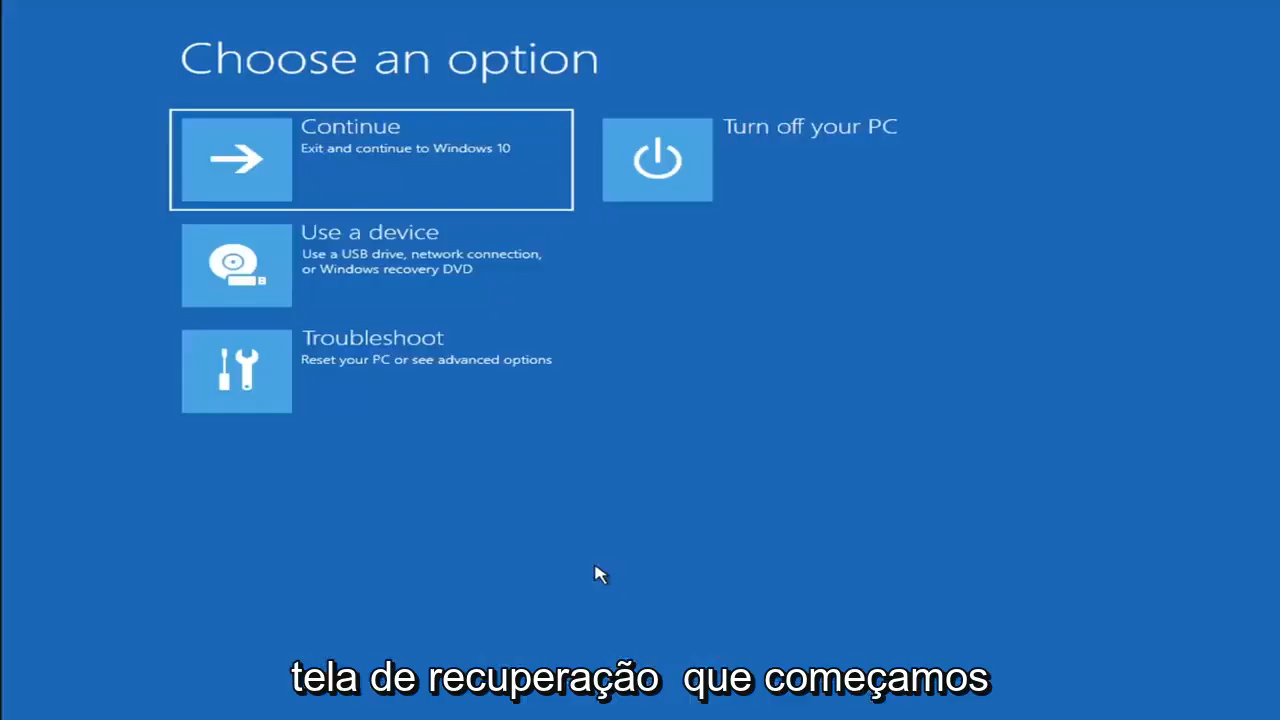 Choose an option
Continue
Exit and continue to Windows 10
Turn off your PC
Use a device
Use a USB drive, network connection,
or Windows recovery DVD
Troubleshoot
Reset your PC or see advanced options
tela de recuperação que começamos